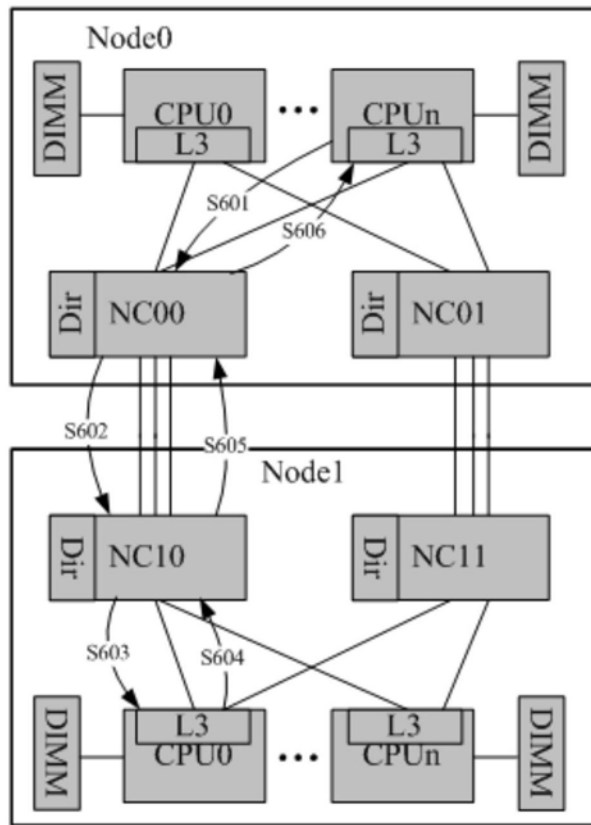 Node0
DIMM
CPU0
L3
•••
CPUn
L3
DIMM
S601
S606
Dir
NC00
Dir
NC01
S602
S605
Node1
Dir
NC10
Dir
NC11
S603
S604
DIMM
L3
CPU0
•••
L3
CPUn
DIMM